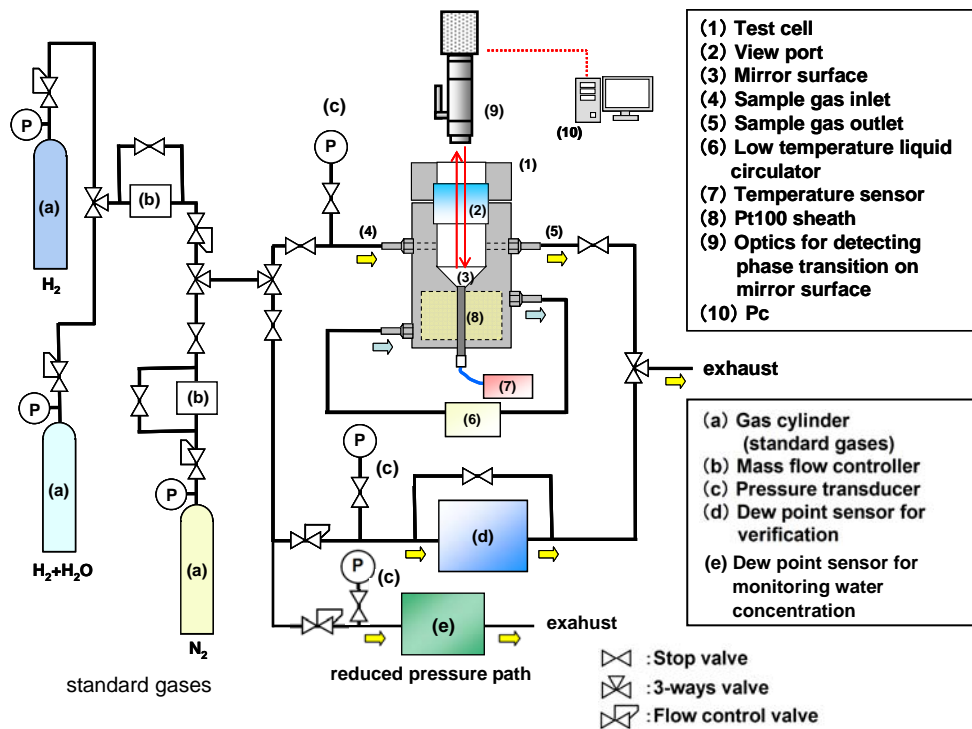 (1) Test cell
(2) View port
(3) Mirror surface
(4) Sample gas inlet
(5) Sample gas outlet
(6) Low temperature liquid
circulator
(7) Temperature sensor
(8) Pt100 sheath
(9) Optics for detecting
phase transition on
mirror surface
(10) Pc
(a) Gas cylinder
(standard gases)
(b) Mass flow controller
(c) Pressure transducer
(d) Dew point sensor for
verification
(e) Dew point sensor for
monitoring water
concentration
:Stop valve
:3-ways valve
:Flow control valve
P
(a)
H₂
P
(a)
H₂+H₂O
(b)
(b)
P
(a)
N₂
standard gases
(c)
P
(9)
(10)
(1)
(2)
(4)
(5)
(3)
(8)
(7)
(6)
exhaust
P
(c)
(d)
P
(c)
(e)
exahust
reduced pressure path